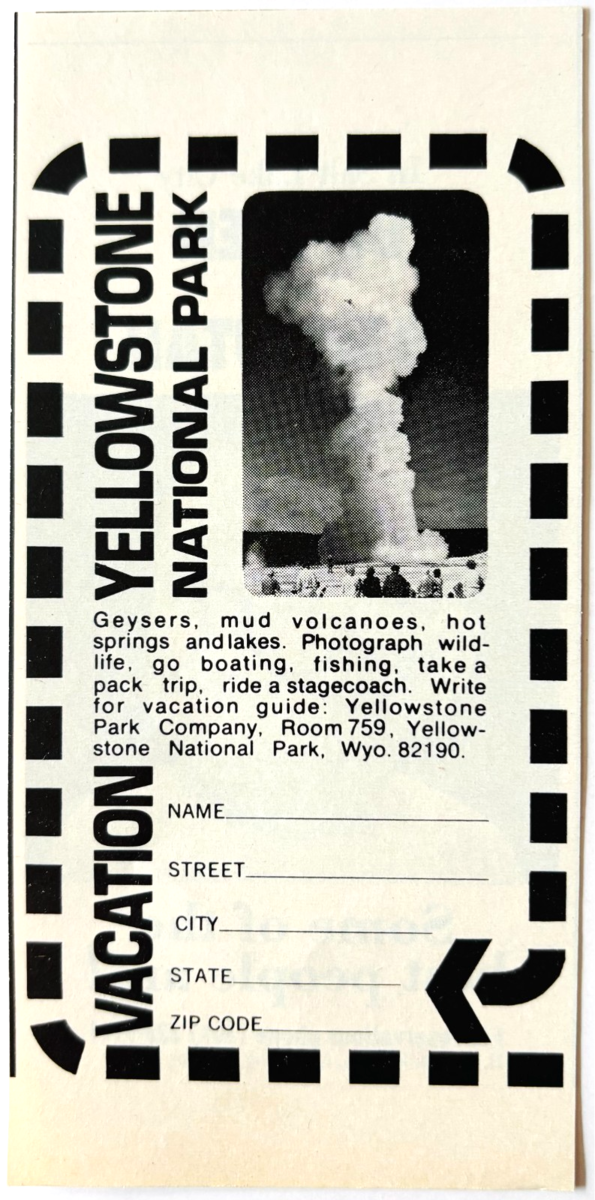 VACATION YELLOWSTONE
NATIONAL PARK
Geysers, mud volcanoes, hot
springs and lakes. Photograph wild-
life, go boating, fishing, take a
pack trip, ride a stagecoach. Write
for vacation guide: Yellowstone
Park Company, Room 759, Yellow-
stone National Park, Wyo. 82190.
NAME
STREET
CITY
STATE
ZIP CODE